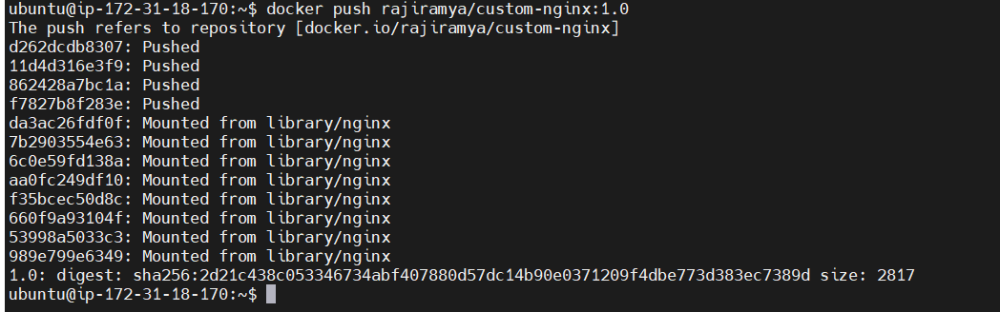 ubuntu@ip-172-31-18-170:~$ docker push rajiramya/custom-nginx:1.0
The push refers to repository [docker.io/rajiramya/custom-nginx]
d262dcdb8307: Pushed
11d4d316e3f9: Pushed
862428a7bc1a: Pushed
f7827b8f283e: Pushed
da3ac26fdf0f: Mounted from library/nginx
7b2903554e63: Mounted from library/nginx
6c0e59fd138a: Mounted from library/nginx
aa0fc249df10: Mounted from library/nginx
f35bcec50d8c: Mounted from library/nginx
660f9a93104f: Mounted from library/nginx
53998a5033c3: Mounted from library/nginx
989e799e6349: Mounted from library/nginx
1.0: digest: sha256:2d21c438c053346734abf407880d57dc14b90e0371209f4dbe773d383ec7389d size: 2817
ubuntu@ip-172-31-18-170:~$